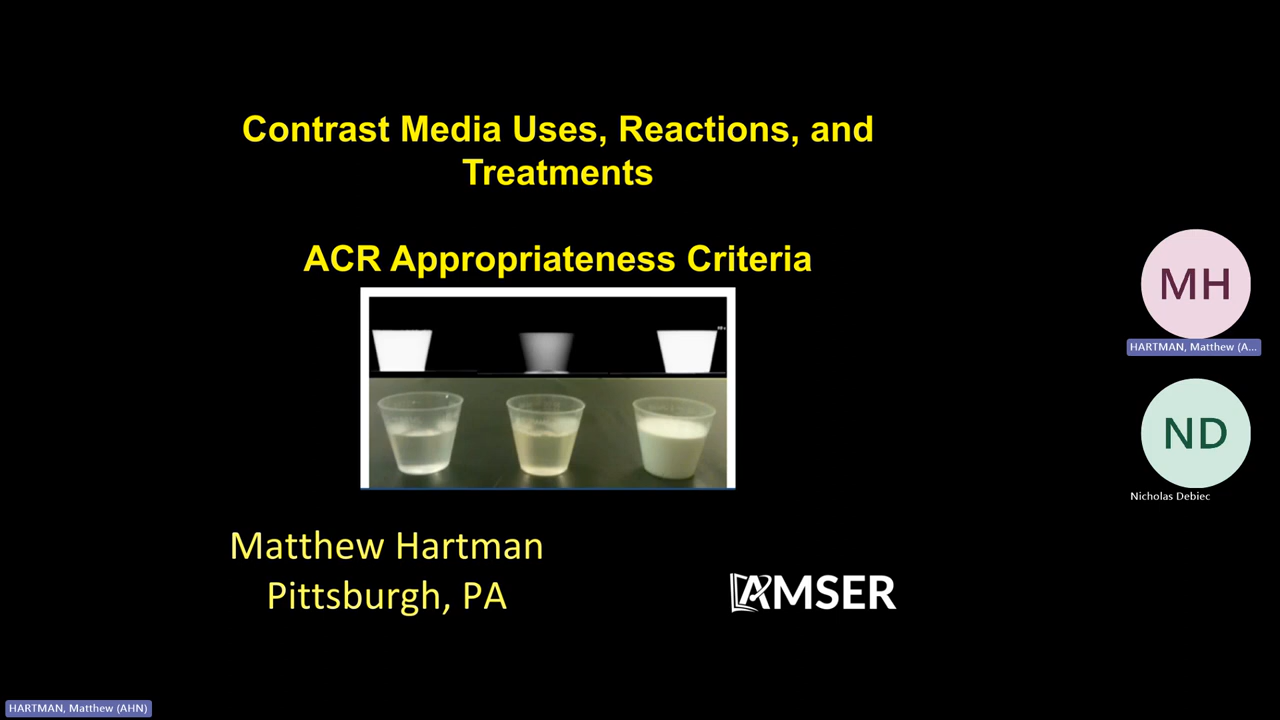 Contrast Media Uses, Reactions, and
Treatments
ACR Appropriateness Criteria
MH
HARTMAN, Matthew (A...
ND
Nicholas Debiec
Matthew Hartman
Pittsburgh, PA
AMSER
HARTMAN, Matthew (AHN)